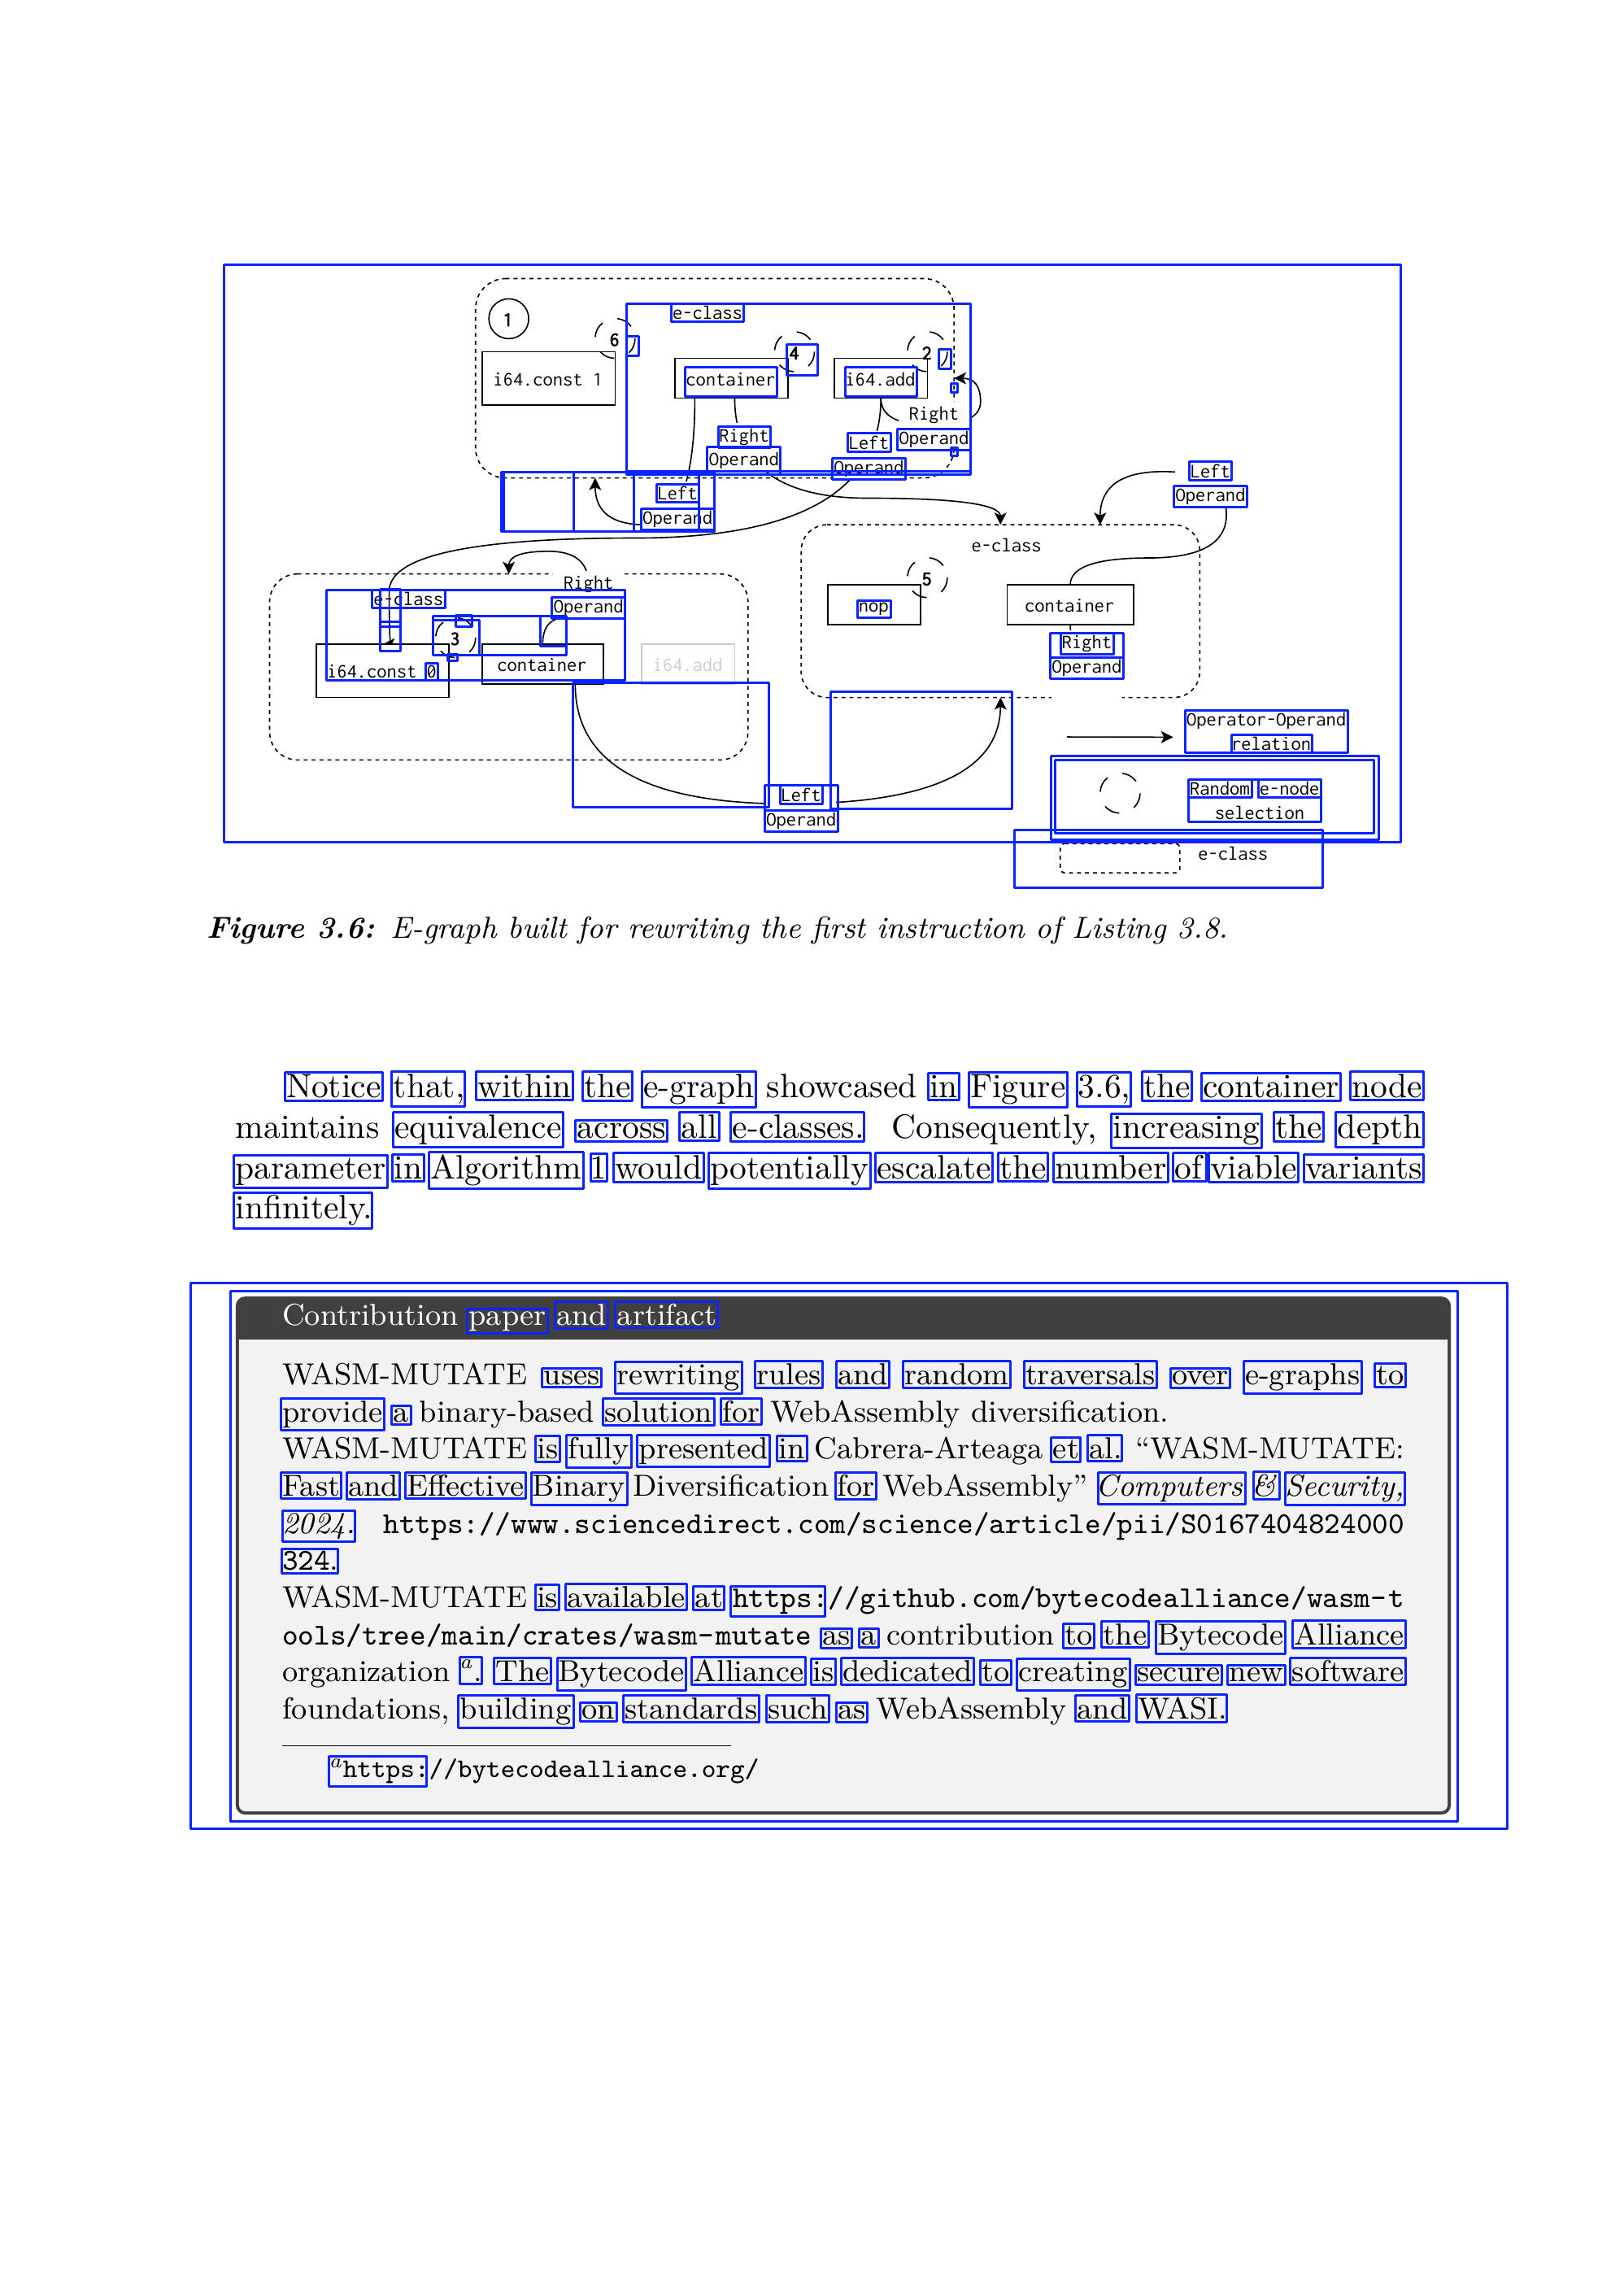 e-class
1
6
4
2
i64.const 1
container
i64.add
Right
Operand
Left
Operand
Right
Operand
Left
Operand
Left
Operand
e-class
Right
Operand
e-class
5
nop
container
3
i64.const 0
container
i64.add
Right
Operand
Operator-Operand
relation
Left
Operand
Random e-node
selection
e-class
Figure 3.6: E-graph built for rewriting the first instruction of Listing 3.8.
Notice that, within the e-graph showcased in Figure 3.6, the container node
maintains equivalence across all e-classes. Consequently, increasing the depth
parameter in Algorithm 1 would potentially escalate the number of viable variants
infinitely.
Contribution paper and artifact
WASM-MUTATE uses rewriting rules and random traversals over e-graphs to
provide a binary-based solution for WebAssembly diversification.
WASM-MUTATE is fully presented in Cabrera-Arteaga et al. “WASM-MUTATE:
Fast and Effective Binary Diversification for WebAssembly” Computers & Security,
2024. https://www.sciencedirect.com/science/article/pii/S0167404824000
324.
WASM-MUTATE is available at https://github.com/bytecodealliance/wasm-t
ools/tree/main/crates/wasm-mutate as a contribution to the Bytecode Alliance
organization a. The Bytecode Alliance is dedicated to creating secure new software
foundations, building on standards such as WebAssembly and WASI.
ahttps://bytecodealliance.org/